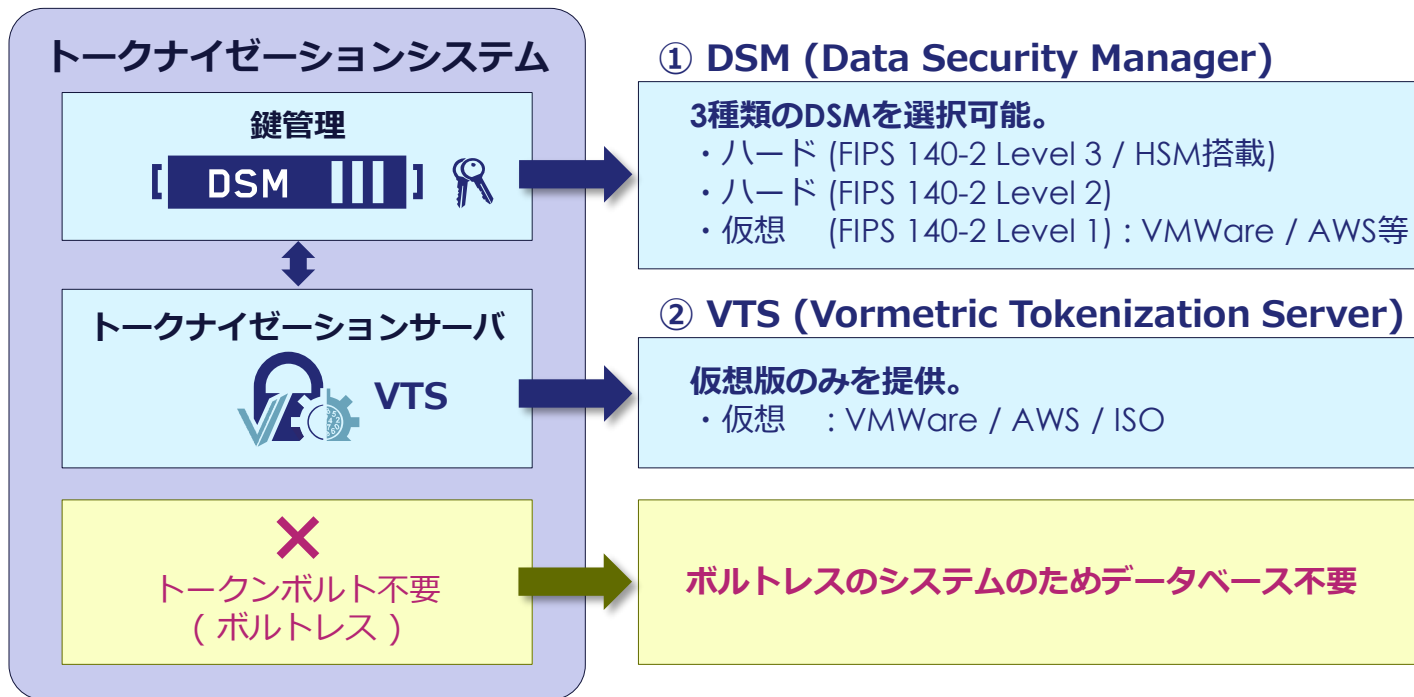 トークナイゼーションシステム
鍵管理
DSM
トークナイゼーションサーバ
VTS
×
トークンボルト不要
( ボルトレス )
① DSM (Data Security Manager)
3種類のDSMを選択可能。
・ハード (FIPS 140-2 Level 3 / HSM搭載)
・ハード (FIPS 140-2 Level 2)
・仮想 (FIPS 140-2 Level 1) : VMWare / AWS等
② VTS (Vormetric Tokenization Server)
仮想版のみを提供。
・仮想 : VMWare / AWS / ISO
ボルトレスのシステムのためデータベース不要